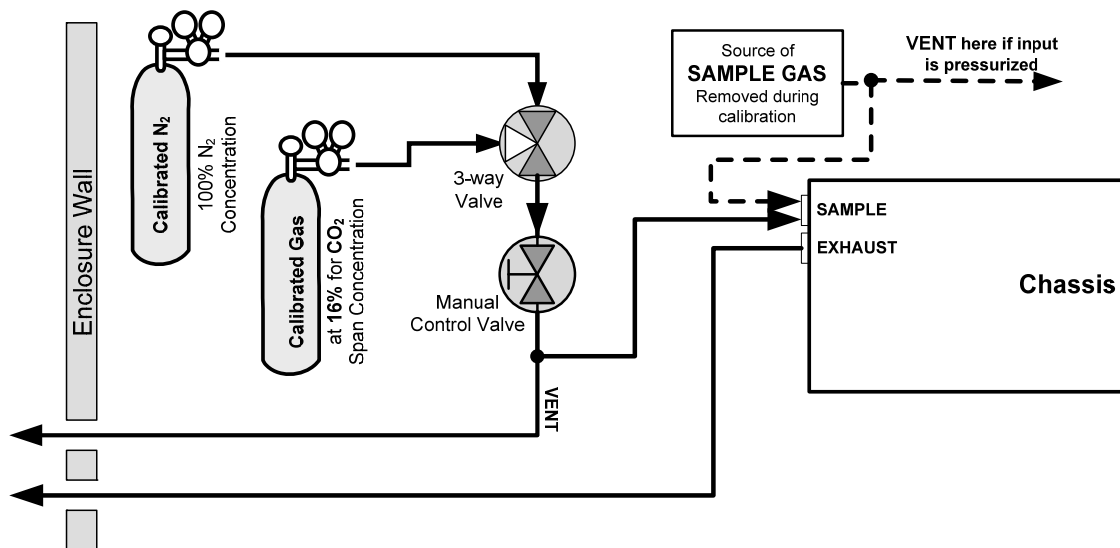 Enclosure Wall
Calibrated N₂
100% N₂
Concentration
Calibrated Gas
at 16% for CO₂
Span Concentration
3-way
Valve
Manual
Control Valve
VENT
Source of
SAMPLE GAS
Removed during
calibration
VENT here if input
is pressurized
SAMPLE
EXHAUST
Chassis